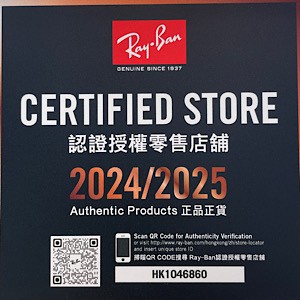 Ray-Ban
GENUINE SINCE 1937
CERTIFIED STORE
認證授權零售店舖
2024/2025
Authentic Products 正品正貨
Scan QR Code for Authenticity Verification
or visit http://www.ray-ban.com/hongkong/zh/store-locator
and insert unique store ID
掃瞄QR CODE搜尋 Ray-Ban認證授權零售店舖
HK1046860